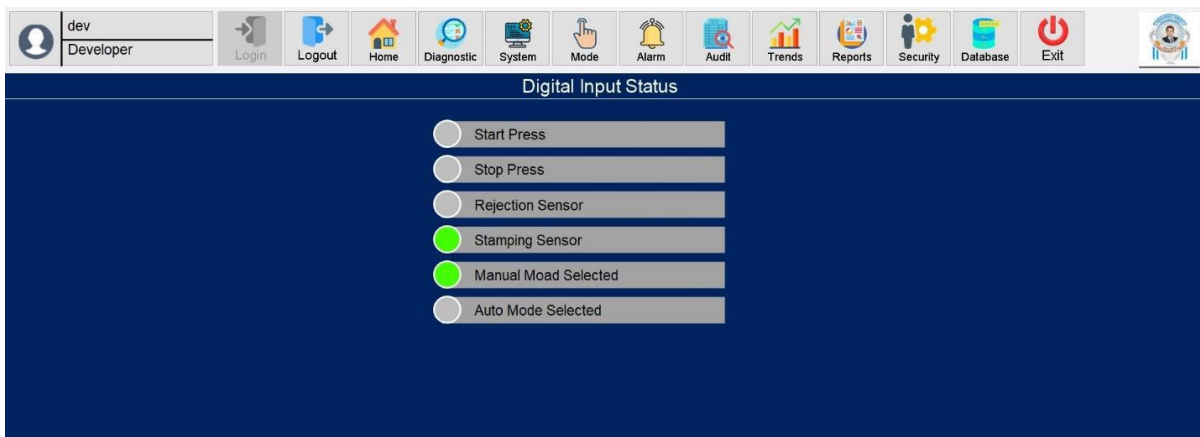 dev
Developer
Login
Logout
Home
Diagnostic
System
Mode
Alarm
Audit
Trends
Reports
Security
Database
Exit
Digital Input Status
Start Press
Stop Press
Rejection Sensor
Stamping Sensor
Manual Moad Selected
Auto Mode Selected